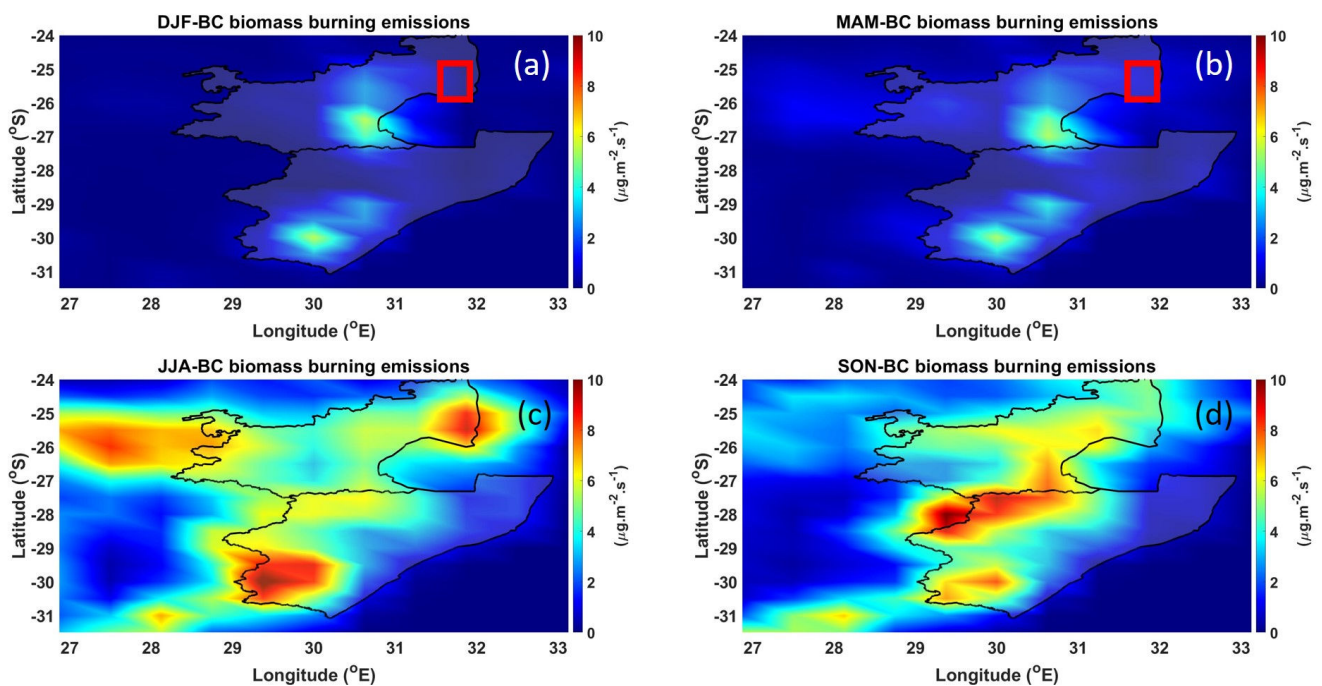 DJF-BC biomass burning emissions
MAM-BC biomass burning emissions
-24
-25
-26
-27
-28
-29
-30
-31
Latitude (°S)
(a)
10
8
6
4
2
0
(μg.m⁻².s⁻¹)
27 28 29 30 31 32 33
Longitude (°E)
-24
-25
-26
-27
-28
-29
-30
-31
Latitude (°S)
(b)
10
8
6
4
2
0
(μg.m⁻².s⁻¹)
27 28 29 30 31 32 33
Longitude (°E)
JJA-BC biomass burning emissions
SON-BC biomass burning emissions
-24
-25
-26
-27
-28
-29
-30
-31
Latitude (°S)
(c)
10
8
6
4
2
0
(μg.m⁻².s⁻¹)
27 28 29 30 31 32 33
Longitude (°E)
-24
-25
-26
-27
-28
-29
-30
-31
Latitude (°S)
(d)
10
8
6
4
2
0
(μg.m⁻².s⁻¹)
27 28 29 30 31 32 33
Longitude (°E)